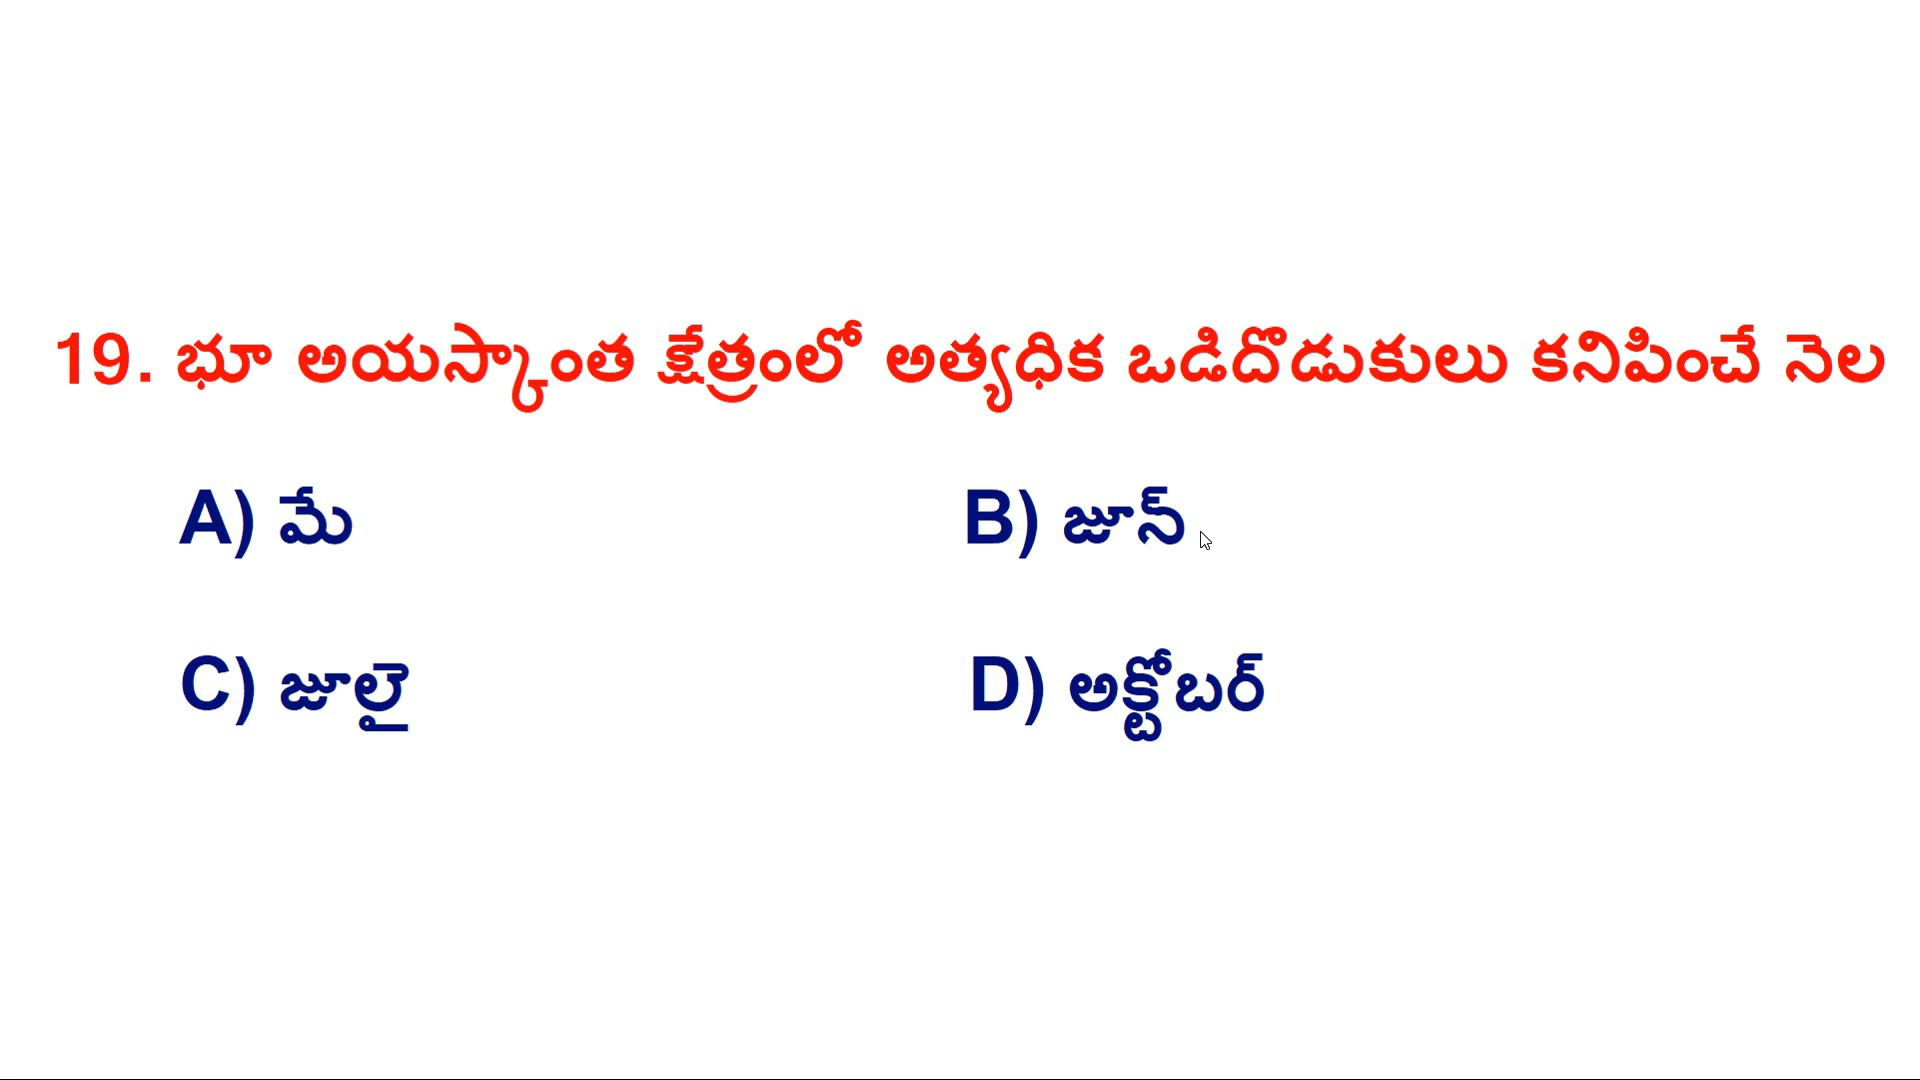 19. భూ అయస్కాంత క్షేత్రంలో అత్యధిక ఒడిదొడుకులు కనిపించే నెల
A) మే B) జూన్
C) జూలై D) అక్టోబర్